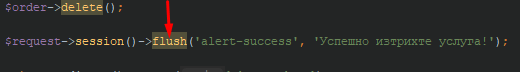 $order->delete();
$request->session()->flush('alert-success', 'Успешно изтрихте услуга!');